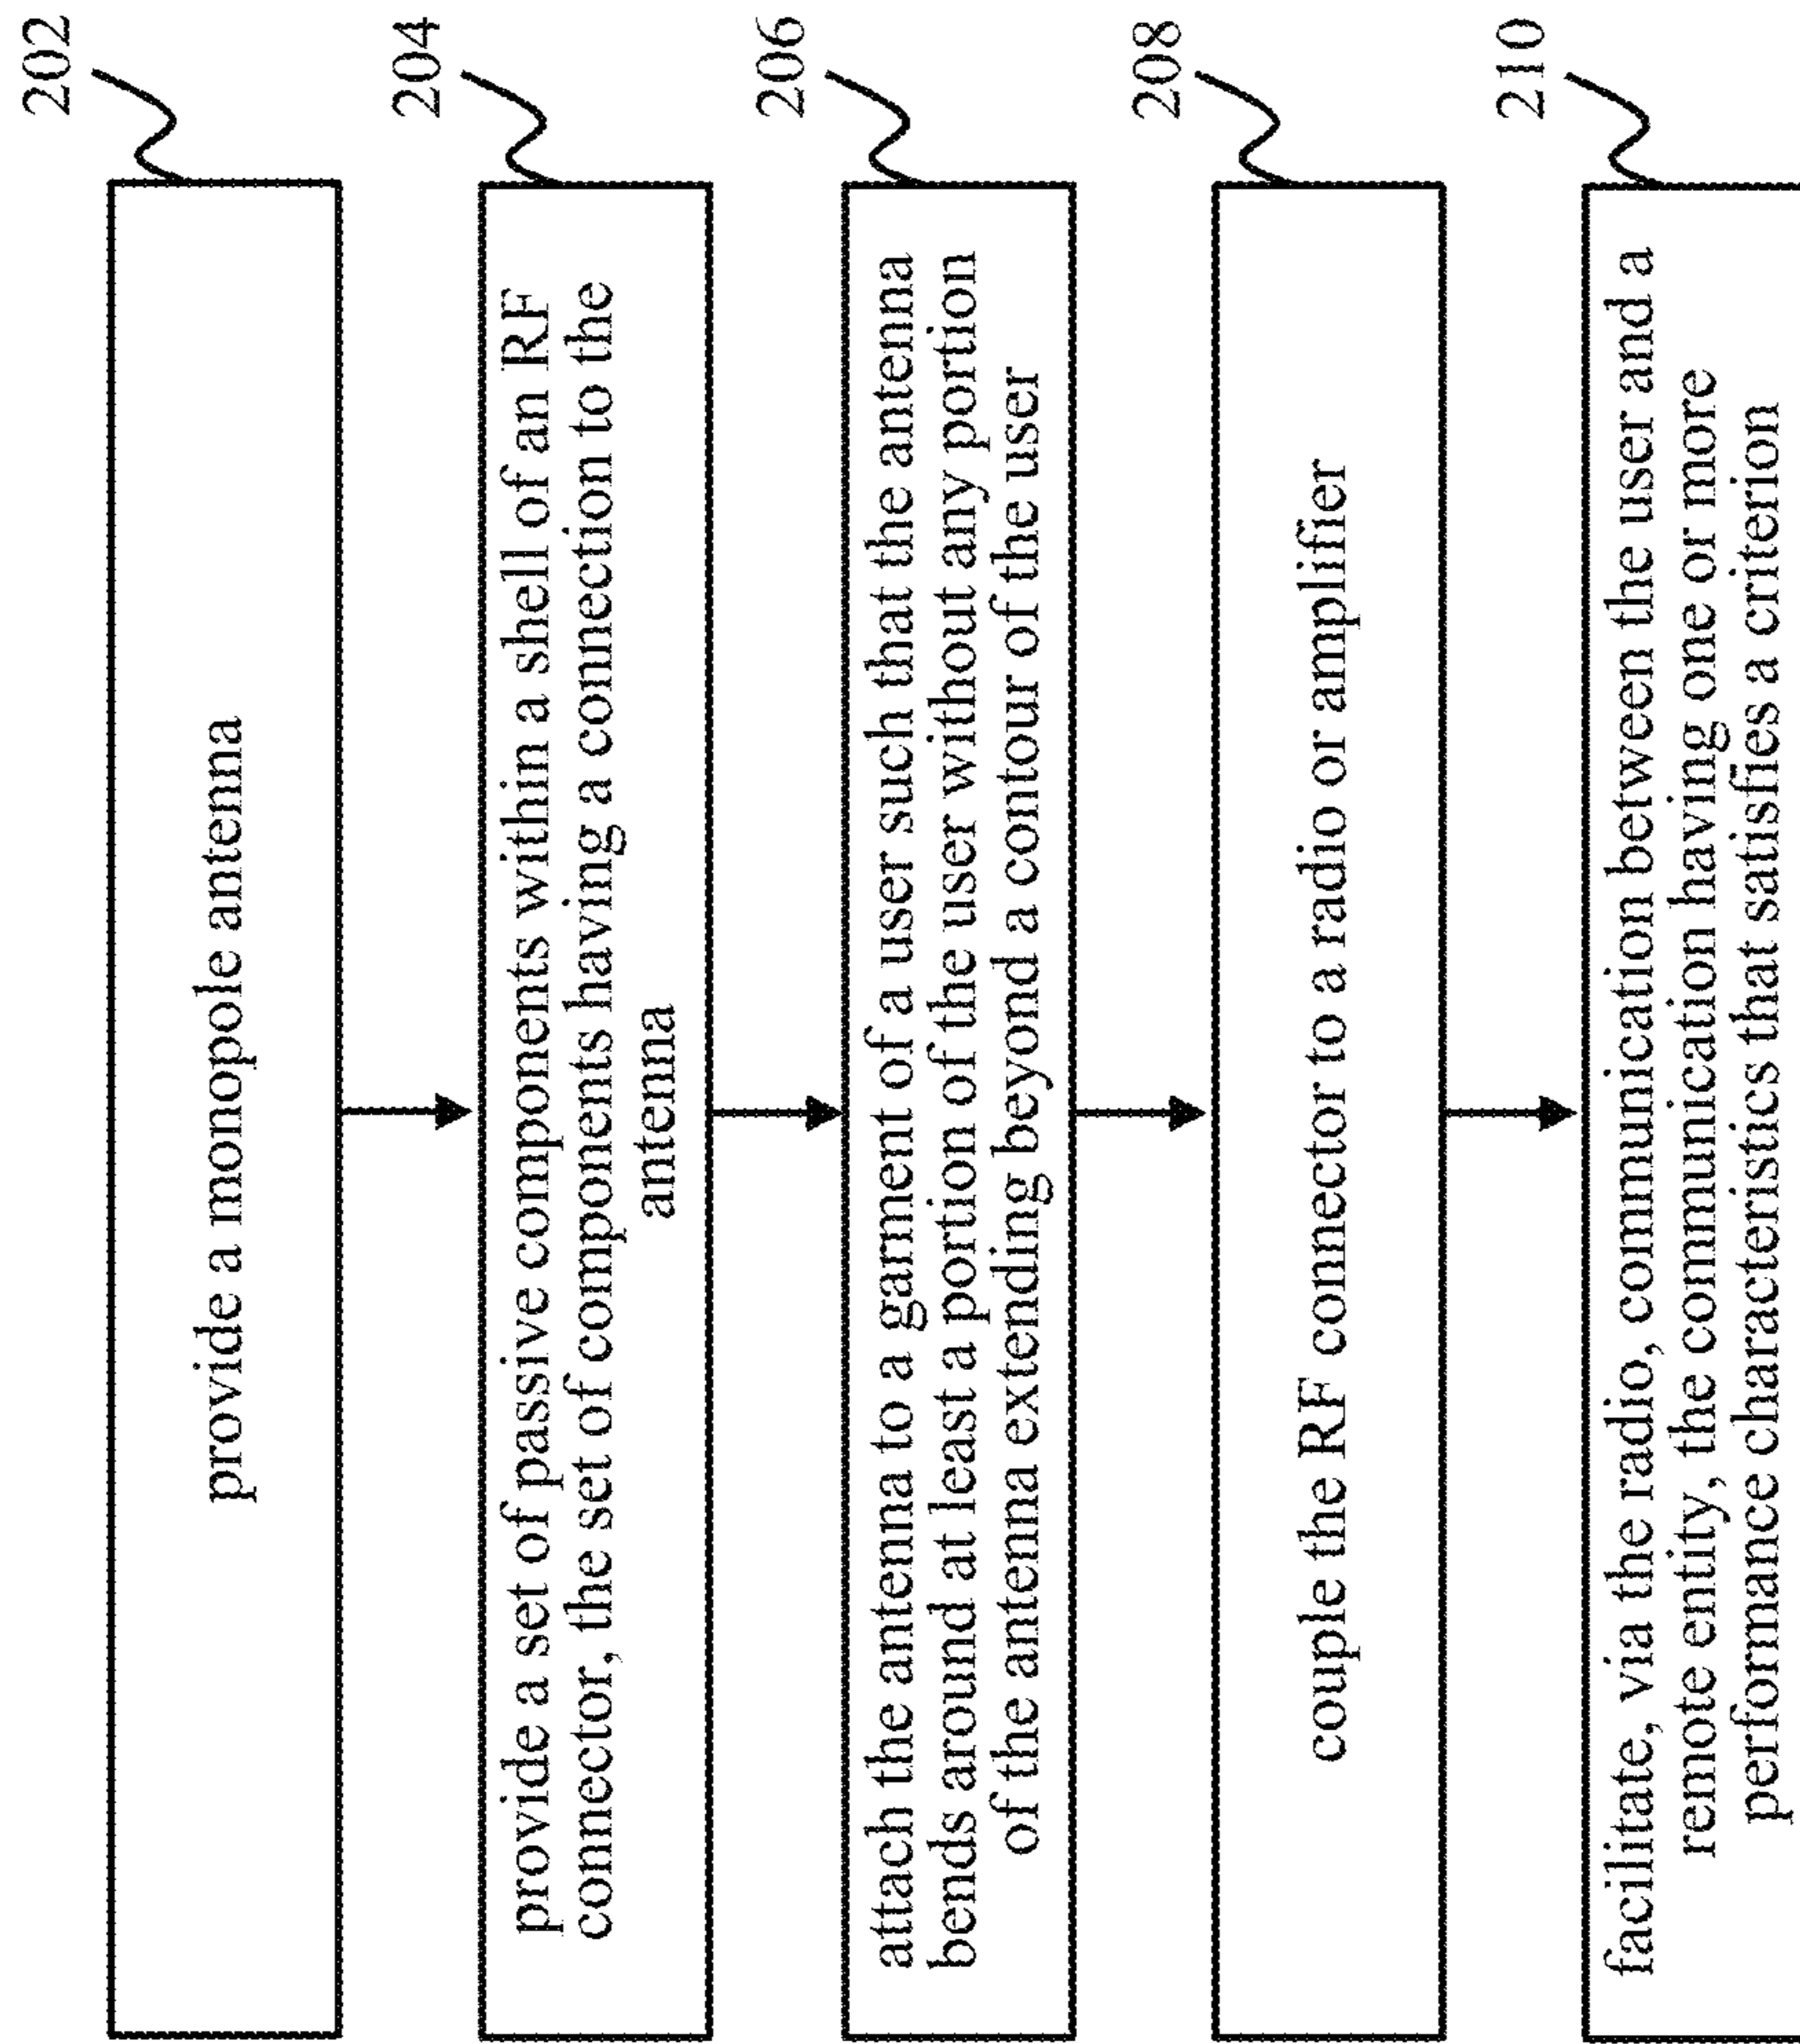 202
provide a monopole antenna
204
provide a set of passive components within a shell of an RF
connector, the set of components having a connection to the
antenna
206
attach the antenna to a garment of a user such that the antenna
bends around at least a portion of the user without any portion
of the antenna extending beyond a contour of the user
208
couple the RF connector to a radio or amplifier
210
facilitate, via the radio, communication between the user and a
remote entity, the communication having one or more
performance characteristics that satisfies a criterion